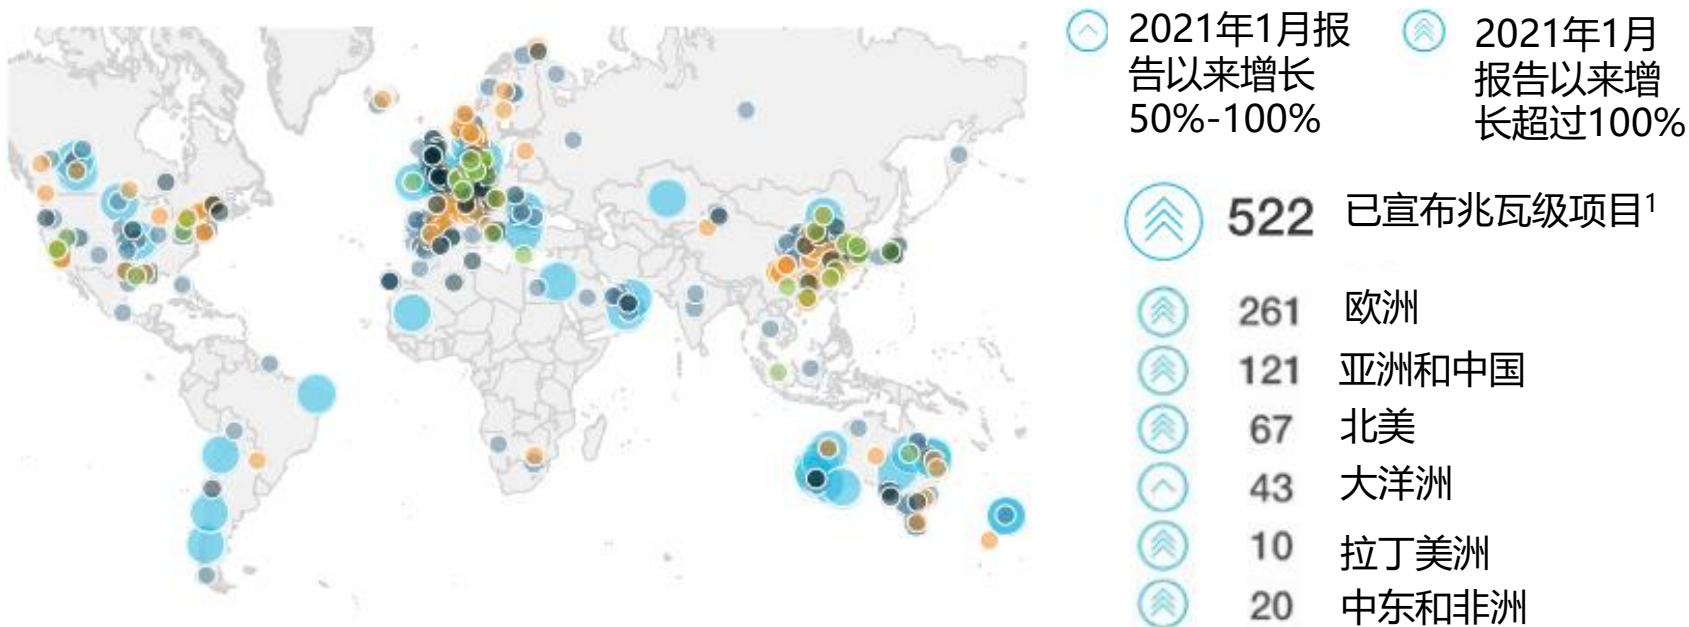 2021年1月报
告以来增长
50%-100%
2021年1月
报告以来增
长超过100%
522 已宣布兆瓦级项目1
261 欧洲
121 亚洲和中国
67 北美
43 大洋洲
10 拉丁美洲
20 中东和非洲